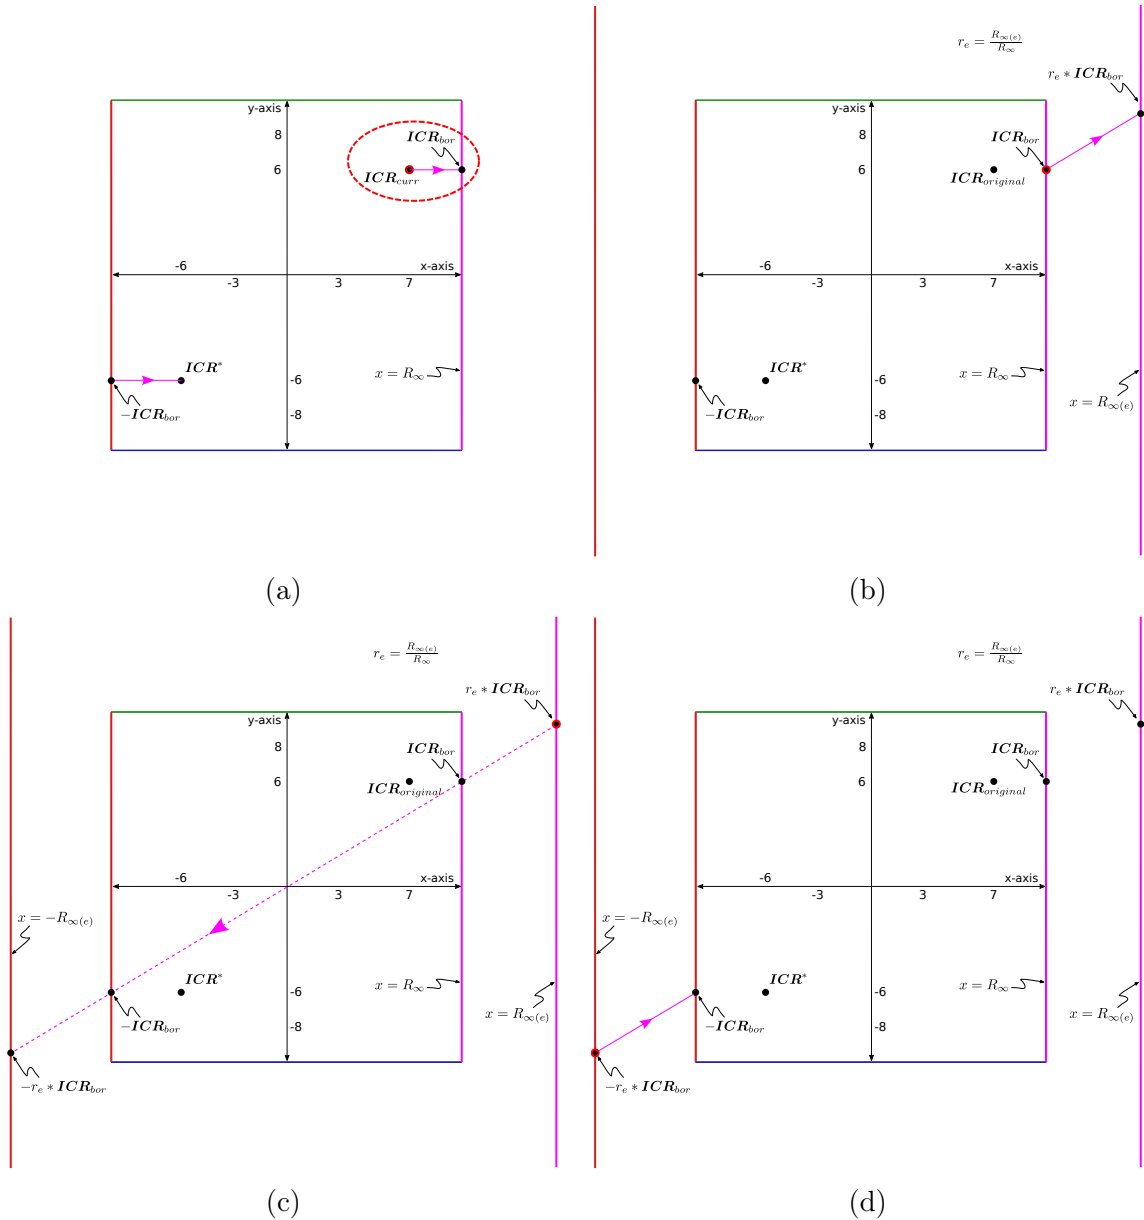 y-axis
8
ICR_bor
6
ICR_curr
-6
x-axis
-3
3
7
ICR*
x = R_∞
-6
-ICR_bor
-8
(a)
r_e = R_∞(e) / R_∞
r_e * ICR_bor
y-axis
8
ICR_bor
6
ICR_original
-6
x-axis
-3
3
7
ICR*
x = R_∞
-6
x = R_∞(e)
-ICR_bor
-8
(b)
r_e = R_∞(e) / R_∞
r_e * ICR_bor
y-axis
8
ICR_bor
6
ICR_original
-6
x-axis
-3
3
7
x = -R_∞(e)
ICR*
x = R_∞
-6
x = R_∞(e)
-ICR_bor
-8
-r_e * ICR_bor
(c)
r_e = R_∞(e) / R_∞
r_e * ICR_bor
y-axis
8
ICR_bor
6
ICR_original
-6
x-axis
-3
3
7
x = -R_∞(e)
ICR*
x = R_∞
-6
x = R_∞(e)
-ICR_bor
-8
-r_e * ICR_bor
(d)